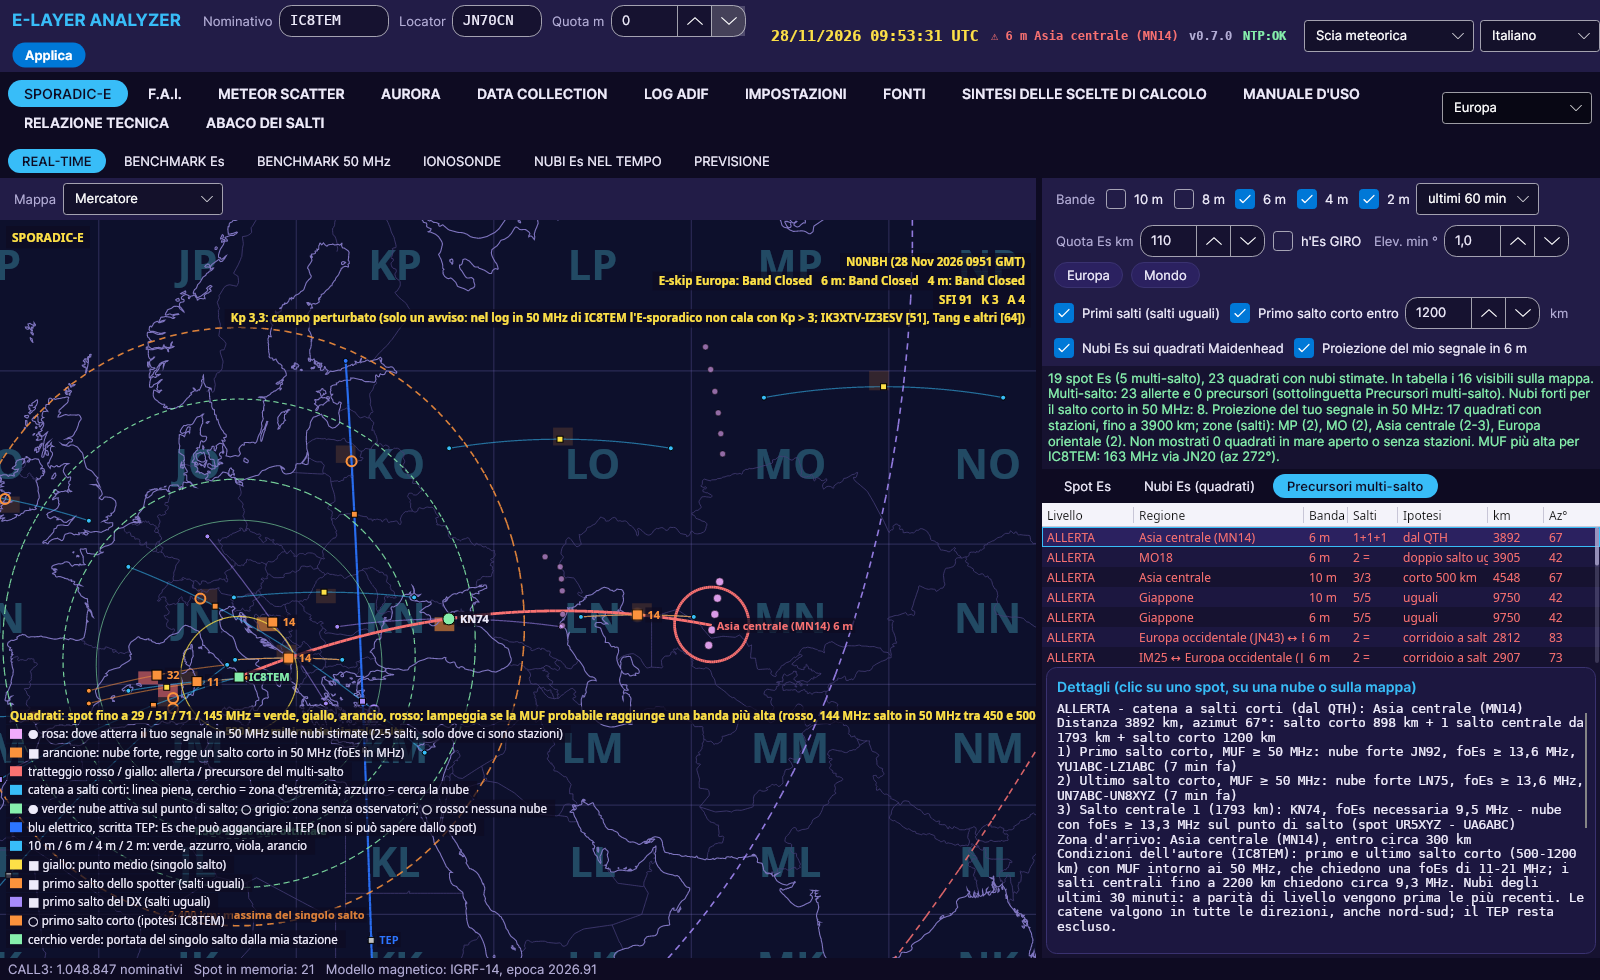 E-LAYER ANALYZER Nominativo IC8TEM Locator JN70CN Quota m 0
28/11/2026 09:53:31 UTC ⚠ 6 m Asia centrale (MN14) v0.7.0 NTP:OK Scia meteorica Italiano
Applica
SPORADIC-E F.A.I. METEOR SCATTER AURORA DATA COLLECTION LOG ADIF IMPOSTAZIONI FONTI SINTESI DELLE SCELTE DI CALCOLO MANUALE D'USO
RELAZIONE TECNICA ABACO DEI SALTI
Europa
REAL-TIME BENCHMARK Es BENCHMARK 50 MHz IONOSONDE NUBI Es NEL TEMPO PREVISIONE
Mappa Mercatore
SPORADIC-E
JP KP LP MP
N0NBH (28 Nov 2026 0951 GMT)
E-skip Europa: Band Closed 6 m: Band Closed 4 m: Band Closed
SFI 91 K 3 A 4
Kp 3,3: campo perturbato (solo un avviso: nel log in 50 MHz di IC8TEM l'E-sporadico non cala con Kp > 3; IK3XTV-IZ3ESV [51], Tang e altri [64])
JO KO LO MO NO
JN KN LN MN NN
KN74
14
14
14
Asia centrale (MN14) 6 m
32
11
IC8TEM
Quadrati: spot fino a 29 / 51 / 71 / 145 MHz = verde, giallo, arancio, rosso; lampeggia se la MUF probabile raggiunge una banda più alta (rosso, 144 MHz: salto in 50 MHz tra 450 e 500
rosa: dove atterra il tuo segnale in 50 MHz sulle nubi stimate (2-5 salti, solo dove ci sono stazioni)
arancione: nube forte, regge un salto corto in 50 MHz (foEs in MHz)
tratteggio rosso / giallo: allerta / precursore del multi-salto
catena a salti corti: linea piena, cerchio = zona d'estremità; azzurro = cerca la nube
verde: nube attiva sul punto di salto; ○ grigio: zona senza osservatori; ○ rosso: nessuna nube
blu elettrico, scritta TEP: Es che può agganciare il TEP (non si può sapere dallo spot)
10 m / 6 m / 4 m / 2 m: verde, azzurro, viola, arancio
giallo: punto medio (singolo salto)
primo salto dello spotter (salti uguali)
primo salto del DX (salti uguali)
primo salto corto (ipotesi IC8TEM)
massima del singolo salto
cerchio verde: portata del singolo salto dalla mia stazione
LM MM NM
KL LL ML NL
TEP
Bande 10 m 8 m 6 m 4 m 2 m ultimi 60 min
Quota Es km 110 h'Es GIRO Elev. min ° 1,0
Europa Mondo
Primi salti (salti uguali) Primo salto corto entro 1200 km
Nubi Es sui quadrati Maidenhead Proiezione del mio segnale in 6 m
19 spot Es (5 multi-salto), 23 quadrati con nubi stimate. In tabella i 16 visibili sulla mappa.
Multi-salto: 23 allerte e 0 precursori (sottolinguetta Precursori multi-salto). Nubi forti per
il salto corto in 50 MHz: 8. Proiezione del tuo segnale in 50 MHz: 17 quadrati con
stazioni, fino a 3900 km; zone (salti): MP (2), MO (2), Asia centrale (2-3), Europa
orientale (2). Non mostrati 0 quadrati in mare aperto o senza stazioni. MUF più alta per
IC8TEM: 163 MHz via JN20 (az 272°).
Spot Es Nubi Es (quadrati) Precursori multi-salto
Livello Regione Banda Salti Ipotesi km Az°
ALLERTA Asia centrale (MN14) 6 m 1+1+1 dal QTH 3892 67
ALLERTA MO18 6 m 2 = doppio salto ug 3905 42
ALLERTA Asia centrale 10 m 3/3 corto 500 km 4548 67
ALLERTA Giappone 10 m 5/5 uguali 9750 42
ALLERTA Giappone 6 m 5/5 uguali 9750 42
ALLERTA Europa occidentale (JN43) ↔ I 6 m 2 = corridoio a salt 2812 83
ALLERTA IM25 ↔ Europa occidentale (J 6 m 2 = corridoio a salt 2907 73
Dettagli (clic su uno spot, su una nube o sulla mappa)
ALLERTA - catena a salti corti (dal QTH): Asia centrale (MN14)
Distanza 3892 km, azimut 67°: salto corto 898 km + 1 salto centrale da
1793 km + salto corto 1200 km
1) Primo salto corto, MUF ≥ 50 MHz: nube forte JN92, foEs ≥ 13,6 MHz,
YU1ABC-LZ1ABC (7 min fa)
2) Ultimo salto corto, MUF ≥ 50 MHz: nube forte LN75, foEs ≥ 13,6 MHz,
UN7ABC-UN8XYZ (7 min fa)
3) Salto centrale 1 (1793 km): KN74, foEs necessaria 9,5 MHz - nube
con foEs ≥ 13,3 MHz sul punto di salto (spot UR5XYZ - UA6ABC)
Zona d'arrivo: Asia centrale (MN14), entro circa 300 km
Condizioni dell'autore (IC8TEM): primo e ultimo salto corto (500-1200
km) con MUF intorno ai 50 MHz, che chiedono una foEs di 11-21 MHz; i
salti centrali fino a 2200 km chiedono circa 9,3 MHz. Nubi degli
ultimi 30 minuti: a parità di livello vengono prima le più recenti. Le
catene valgono in tutte le direzioni, anche nord-sud; il TEP resta
escluso.
CALL3: 1.048.847 nominativi Spot in memoria: 21 Modello magnetico: IGRF-14, epoca 2026.91